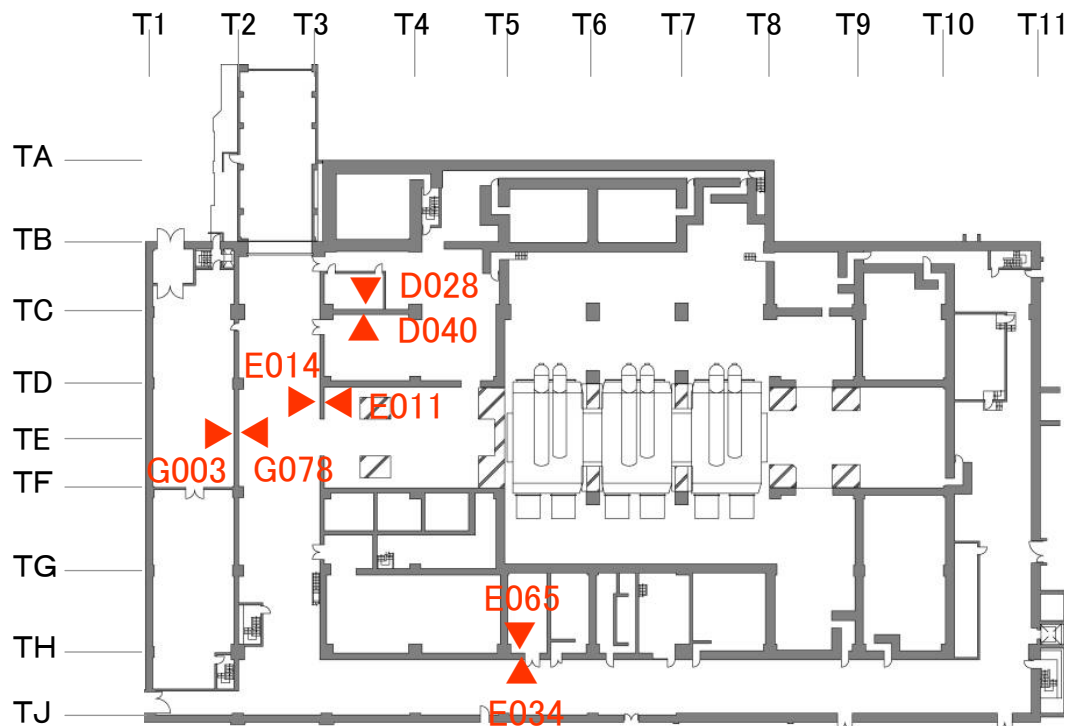 T1 T2 T3 T4 T5 T6 T7 T8 T9 T10 T11
TA
TB
D028
TC
D040
E014
TD
E011
TE
G003 G078
TF
TG
E065
TH
E034
TJ